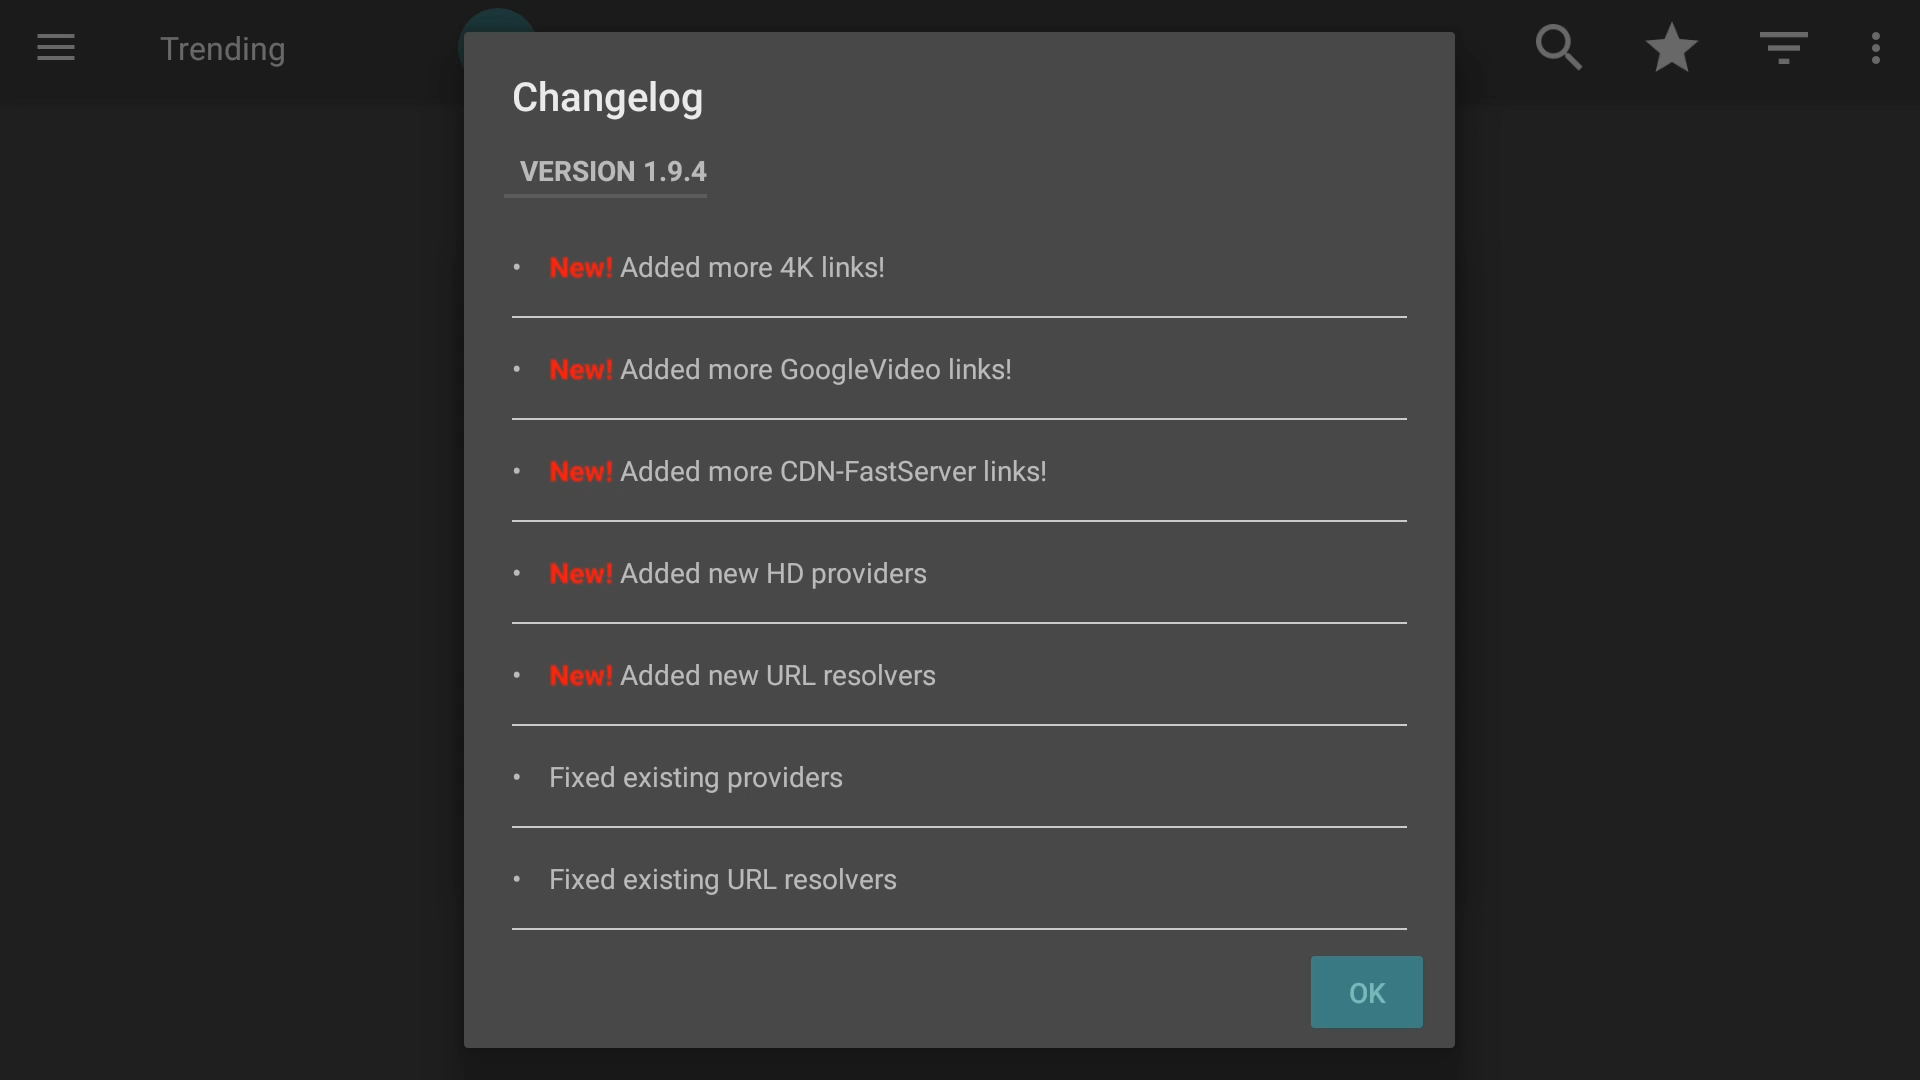 Trending
Changelog
VERSION 1.9.4
• New! Added more 4K links!
• New! Added more GoogleVideo links!
• New! Added more CDN-FastServer links!
• New! Added new HD providers
• New! Added new URL resolvers
• Fixed existing providers
• Fixed existing URL resolvers
OK